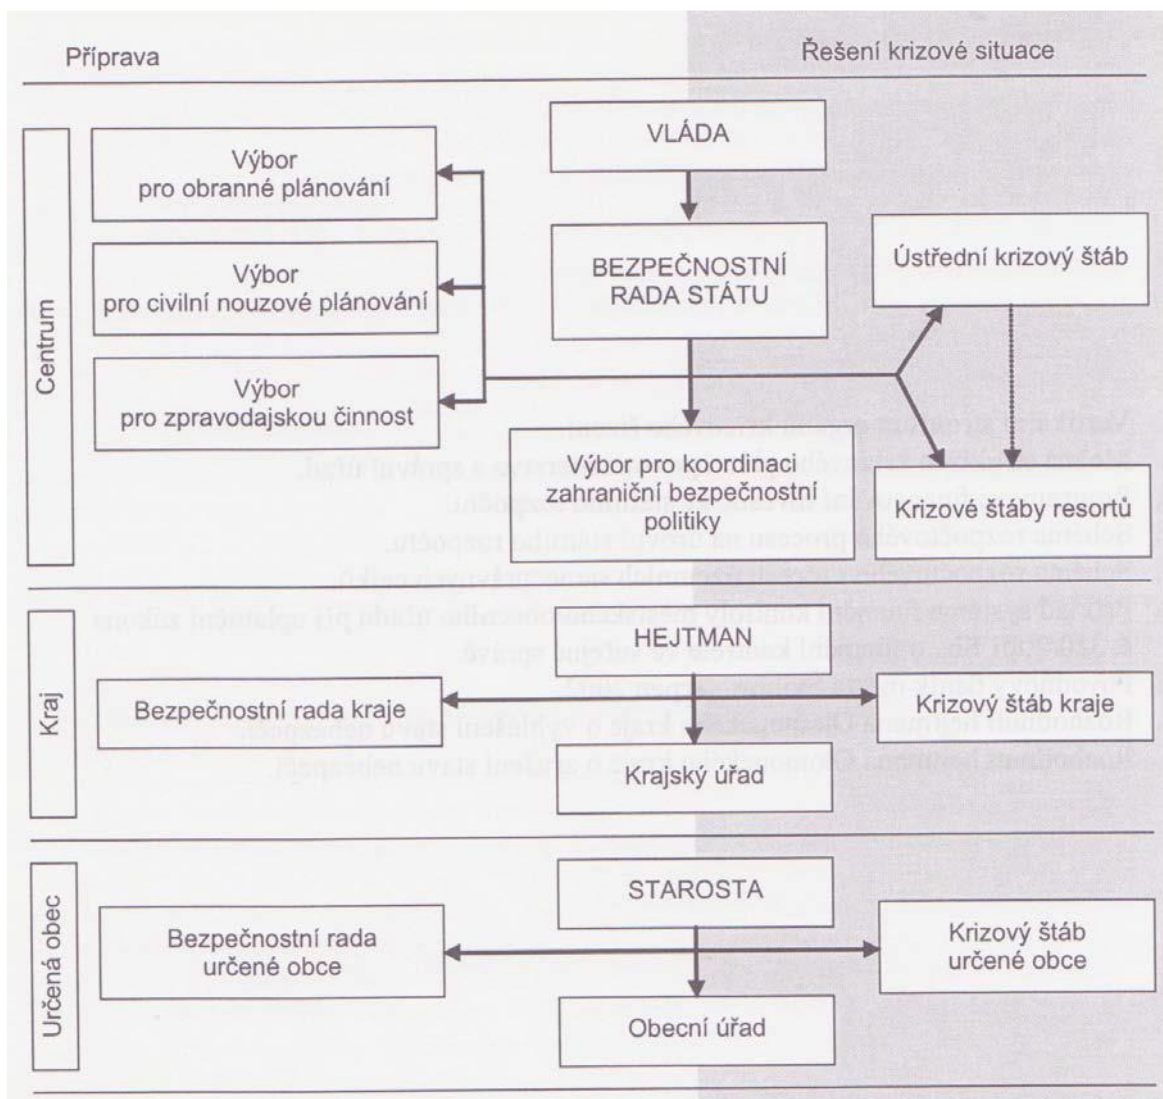 Příprava
Řešení krizové situace
Centrum
Výbor
pro obranné plánování
VLÁDA
Výbor
pro civilní nouzové plánování
BEZPEČNOSTNÍ
RADA STÁTU
Ústřední krizový štáb
Výbor
pro zpravodajskou činnost
Výbor pro koordinaci
zahraniční bezpečnostní
politiky
Krizové štáby resortů
Kraj
HEJTMAN
Bezpečnostní rada kraje
Krizový štáb kraje
Krajský úřad
Určená obec
STAROSTA
Bezpečnostní rada
určené obce
Krizový štáb
určené obce
Obecní úřad